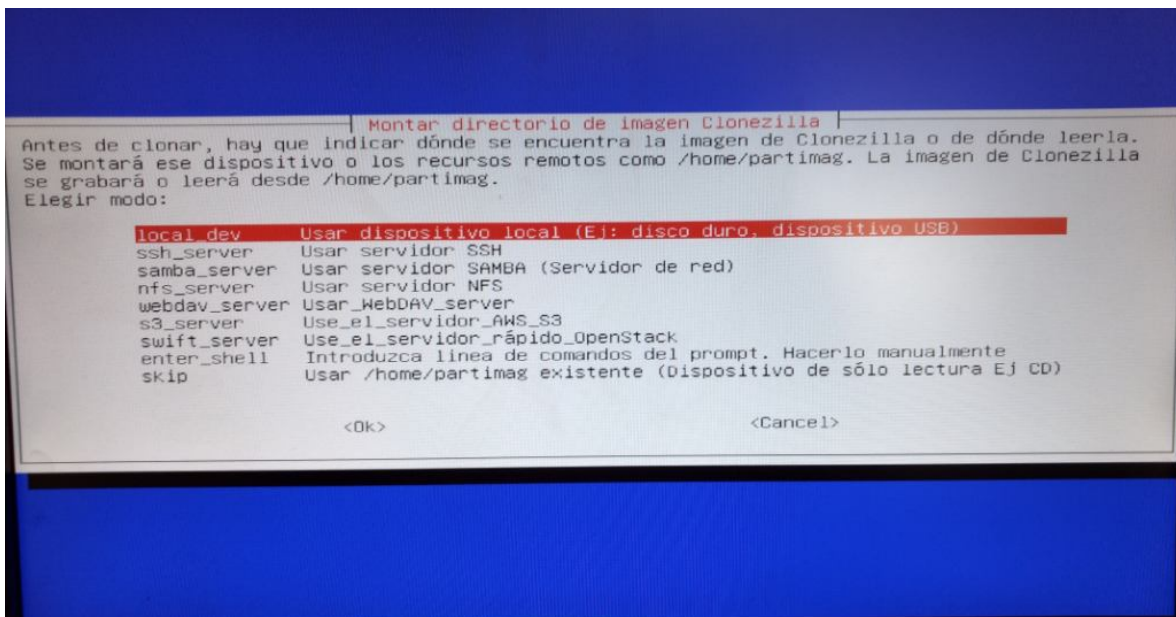 Montar directorio de imagen Clonezilla
Antes de clonar, hay que indicar dónde se encuentra la imagen de Clonezilla o de dónde leerla.
Se montará ese dispositivo o los recursos remotos como /home/partimag. La imagen de Clonezilla
se grabará o leerá desde /home/partimag.
Elegir modo:
local_dev Usar dispositivo local (Ej: disco duro, dispositivo USB)
ssh_server Usar servidor SSH
samba_server Usar servidor SAMBA (Servidor de red)
nfs_server Usar servidor NFS
webdav_server Usar_WebDAV_server
s3_server Use_el_servidor_AWS_S3
swift_server Use_el_servidor_rápido_OpenStack
enter_shell Introduzca linea de comandos del prompt. Hacerlo manualmente
skip Usar /home/partimag existente (Dispositivo de sólo lectura Ej CD)
<Ok> <Cancel>